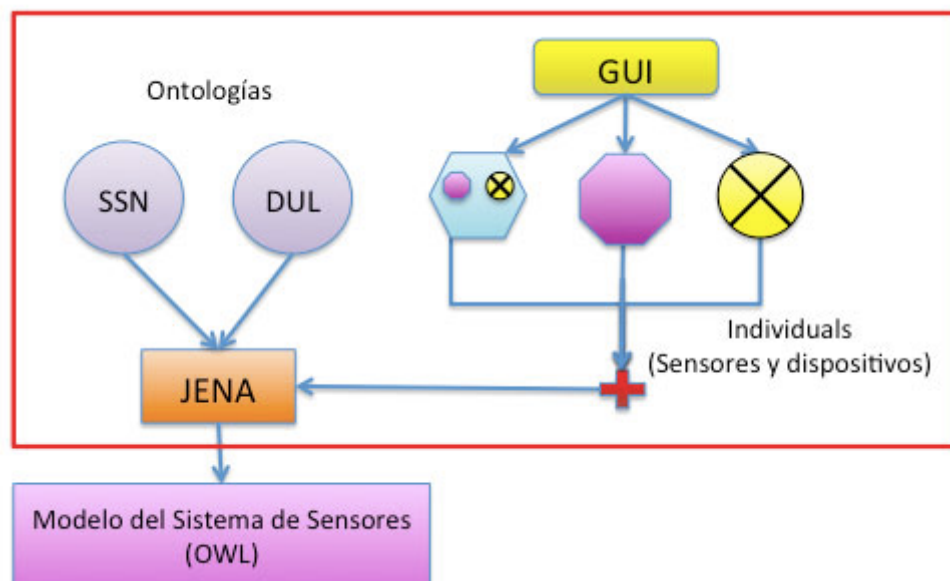 GUI
Ontologías
SSN
DUL
Individuals
(Sensores y dispositivos)
JENA
Modelo del Sistema de Sensores
(OWL)